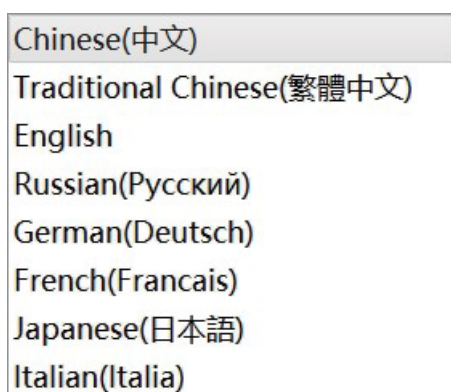 Chinese(中文)
Traditional Chinese(繁體中文)
English
Russian(Русский)
German(Deutsch)
French(Francais)
Japanese(日本語)
Italian(Italia)